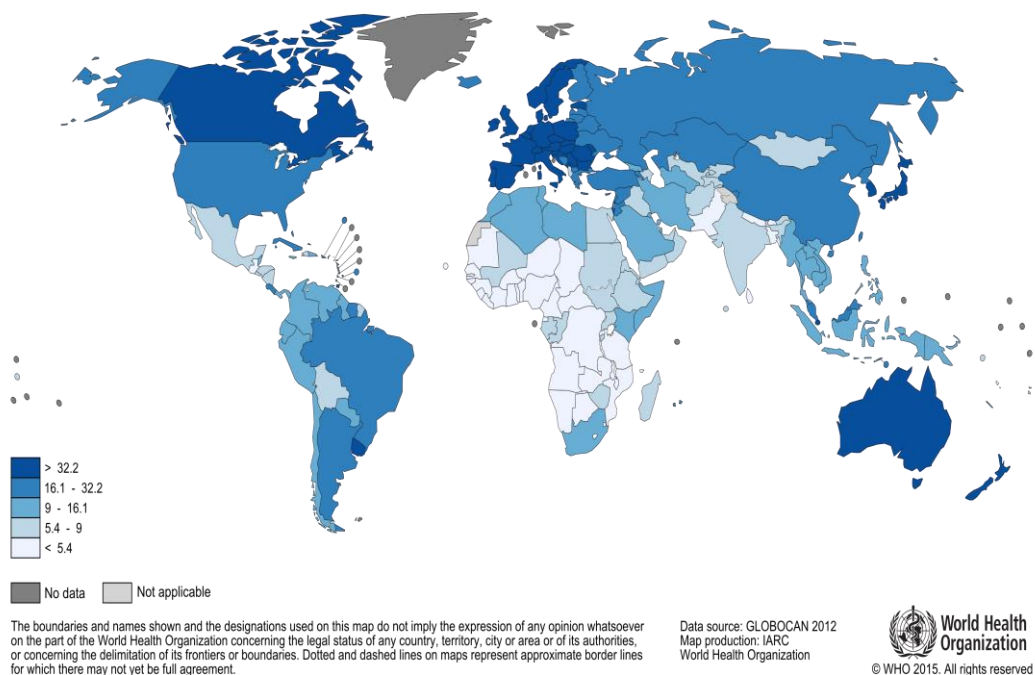 > 32.2
16.1 - 32.2
9 - 16.1
5.4 - 9
< 5.4
No data
Not applicable
The boundaries and names shown and the designations used on this map do not imply the expression of any opinion whatsoever
on the part of the World Health Organization concerning the legal status of any country, territory, city or area or of its authorities,
or concerning the delimitation of its frontiers or boundaries. Dotted and dashed lines on maps represent approximate border lines
for which there may not yet be full agreement.
Data source: GLOBOCAN 2012
Map production: IARC
World Health Organization
World Health
Organization
© WHO 2015. All rights reserved